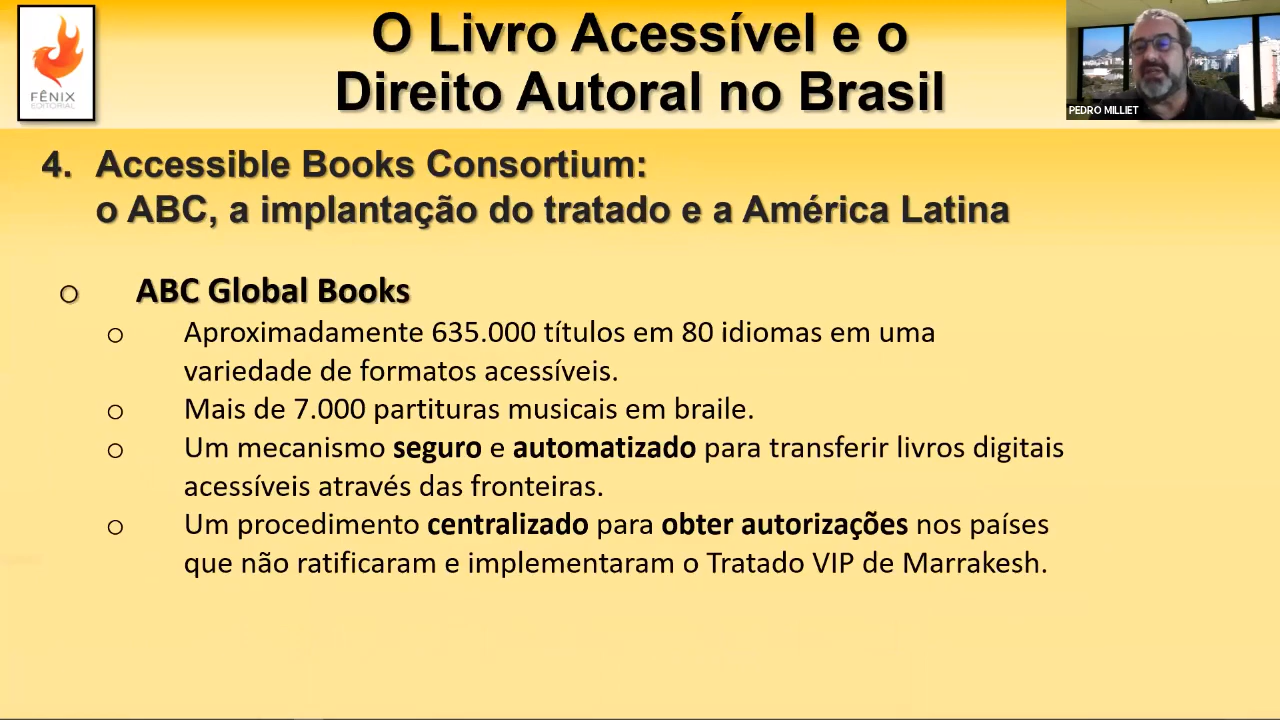 O Livro Acessível e o
Direito Autoral no Brasil
FÊNIX
EDITORIAL
PEDRO MILLIET
4. Accessible Books Consortium:
o ABC, a implantação do tratado e a América Latina
o ABC Global Books
o Aproximadamente 635.000 títulos em 80 idiomas em uma
variedade de formatos acessíveis.
o Mais de 7.000 partituras musicais em braile.
o Um mecanismo seguro e automatizado para transferir livros digitais
acessíveis através das fronteiras.
o Um procedimento centralizado para obter autorizações nos países
que não ratificaram e implementaram o Tratado VIP de Marrakesh.